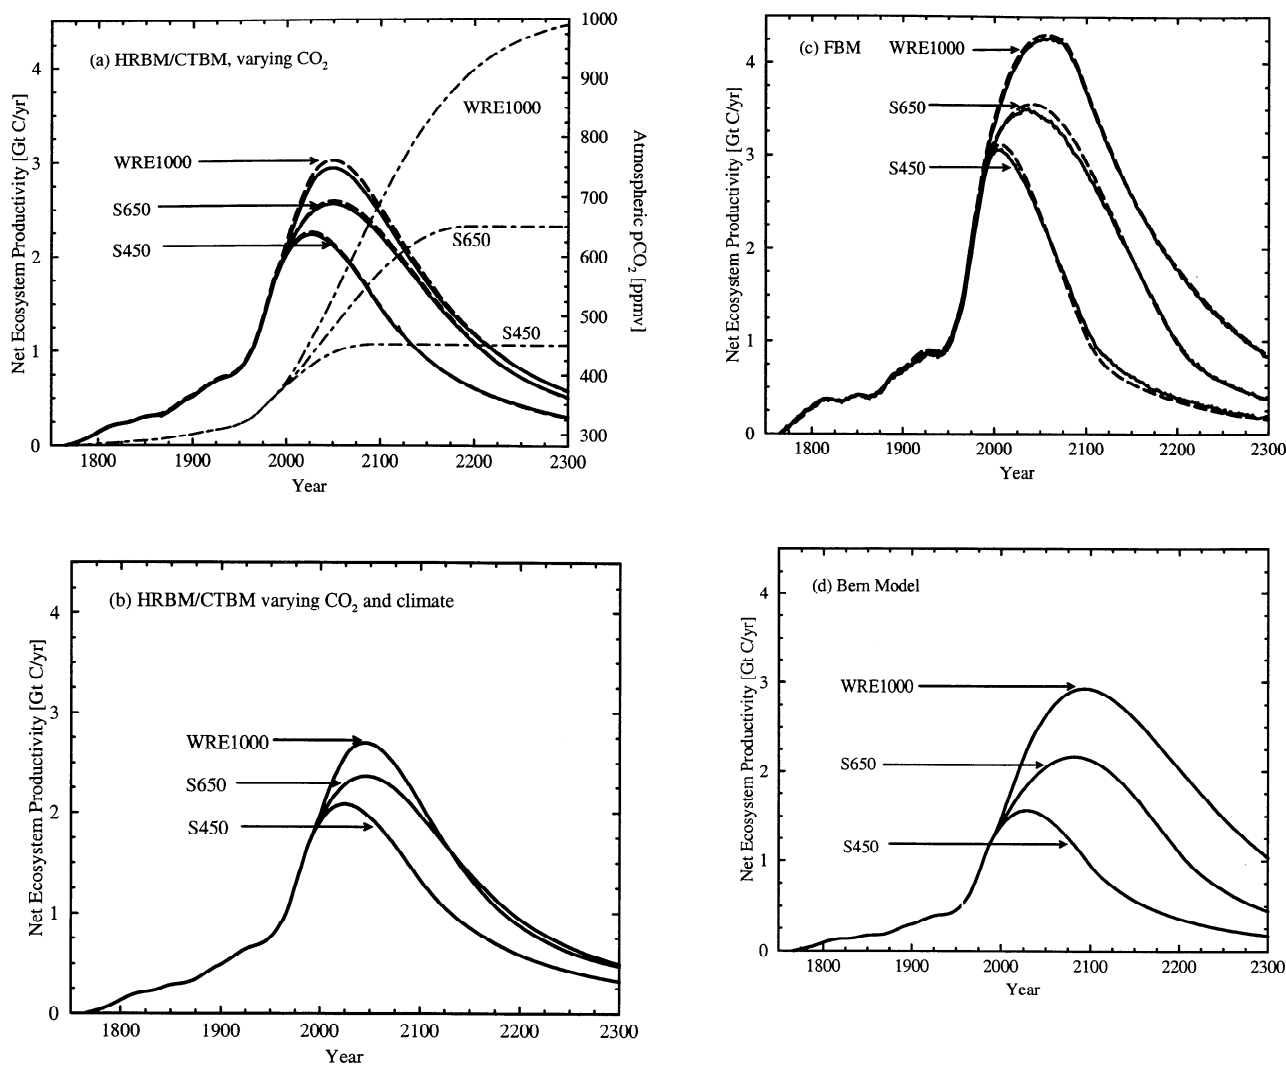 (a) HRBM/CTBM, varying CO2
Net Ecosystem Productivity [Gt C/yr]
4
3
2
1
0
1000
900
800
700
600
500
400
300
Atmospheric pCO2 [ppmv]
WRE1000
WRE1000
S650
S650
S450
S450
1800 1900 2000 2100 2200 2300
Year
(c) FBM WRE1000
Net Ecosystem Productivity [Gt C/yr]
4
3
2
1
0
S650
S450
1800 1900 2000 2100 2200 2300
Year
(b) HRBM/CTBM varying CO2 and climate
Net Ecosystem Productivity [Gt C/yr]
4
3
2
1
0
WRE1000
S650
S450
1800 1900 2000 2100 2200 2300
Year
(d) Bern Model
Net Ecosystem Productivity [Gt C/yr]
4
3
2
1
0
WRE1000
S650
S450
1800 1900 2000 2100 2200 2300
Year